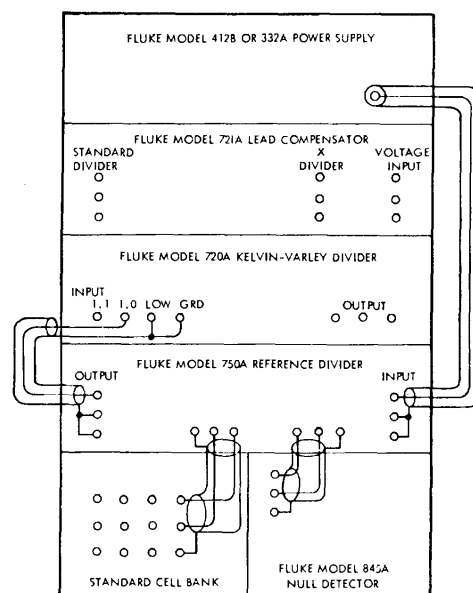 FLUKE MODEL 412B OR 332A POWER SUPPLY
FLUKE MODEL 721A LEAD COMPENSATOR
STANDARD DIVIDER
X DIVIDER
VOLTAGE INPUT
FLUKE MODEL 720A KELVIN-VARLEY DIVIDER
INPUT
1.1 1.0 LOW GRD
OUTPUT
FLUKE MODEL 750A REFERENCE DIVIDER
OUTPUT
INPUT
STANDARD CELL BANK
FLUKE MODEL 845A
NULL DETECTOR